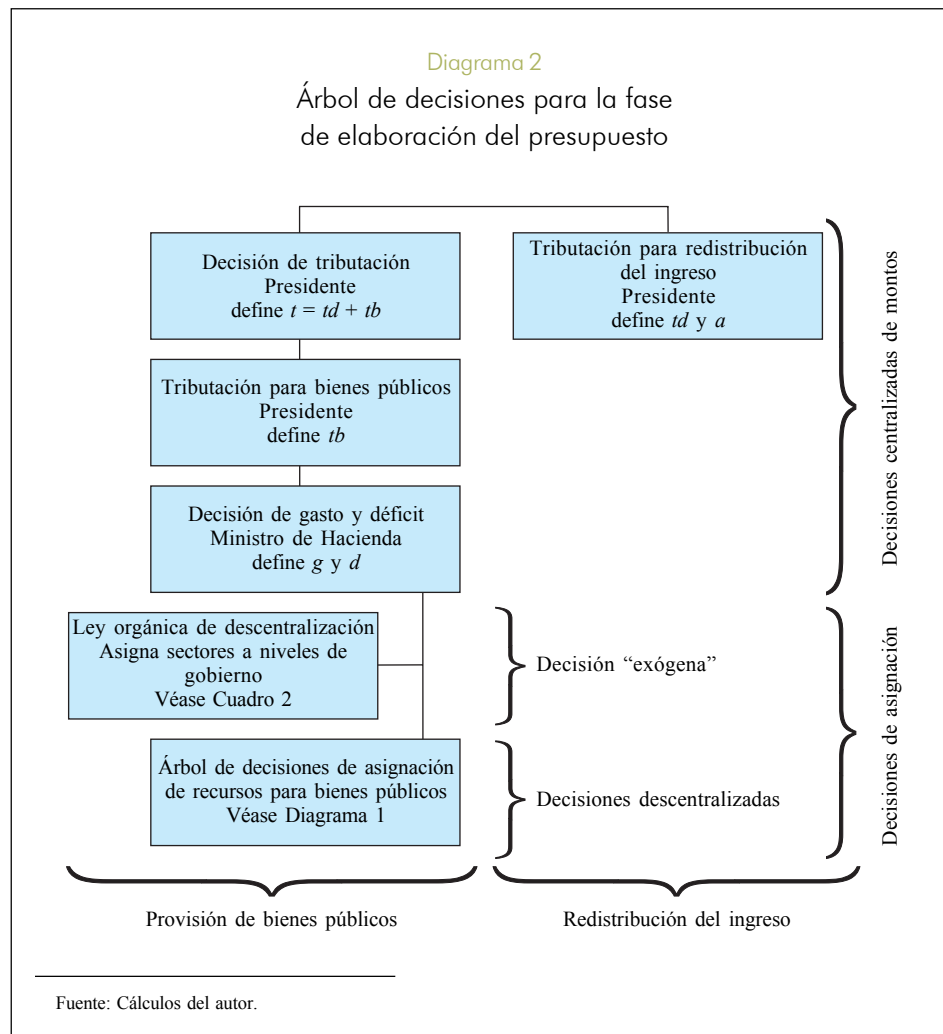 Diagrama 2
Árbol de decisiones para la fase
de elaboración del presupuesto
Decisión de tributación
Presidente
define t = td + tb
Tributación para redistribución
del ingreso
Presidente
define td y a
Tributación para bienes públicos
Presidente
define tb
Decisión de gasto y déficit
Ministro de Hacienda
define g y d
Decisiones centralizadas de montos
Ley orgánica de descentralización
Asigna sectores a niveles de
gobierno
Véase Cuadro 2
Decisión “exógena”
Árbol de decisiones de asignación
de recursos para bienes públicos
Véase Diagrama 1
Decisiones descentralizadas
Decisiones de asignación
Provisión de bienes públicos
Redistribución del ingreso
Fuente: Cálculos del autor.